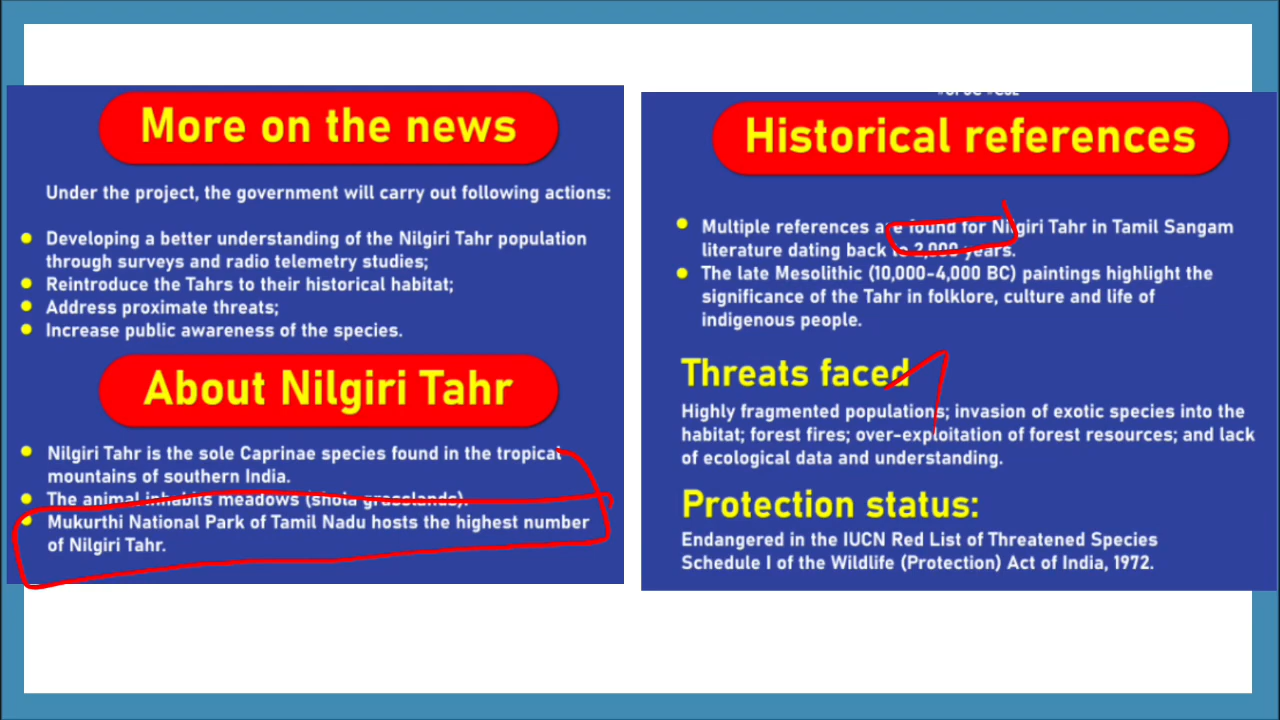 More on the news
Under the project, the government will carry out following actions:
Developing a better understanding of the Nilgiri Tahr population
through surveys and radio telemetry studies;
Reintroduce the Tahrs to their historical habitat;
Address proximate threats;
Increase public awareness of the species.
About Nilgiri Tahr
Nilgiri Tahr is the sole Caprinae species found in the tropical
mountains of southern India.
The animal inhabits meadows (shola grasslands).
Mukurthi National Park of Tamil Nadu hosts the highest number
of Nilgiri Tahr.
Historical references
Multiple references are found for Nilgiri Tahr in Tamil Sangam
literature dating back to 2,000 years.
The late Mesolithic (10,000-4,000 BC) paintings highlight the
significance of the Tahr in folklore, culture and life of
indigenous people.
Threats faced
Highly fragmented populations; invasion of exotic species into the
habitat; forest fires; over-exploitation of forest resources; and lack
of ecological data and understanding.
Protection status:
Endangered in the IUCN Red List of Threatened Species
Schedule I of the Wildlife (Protection) Act of India, 1972.